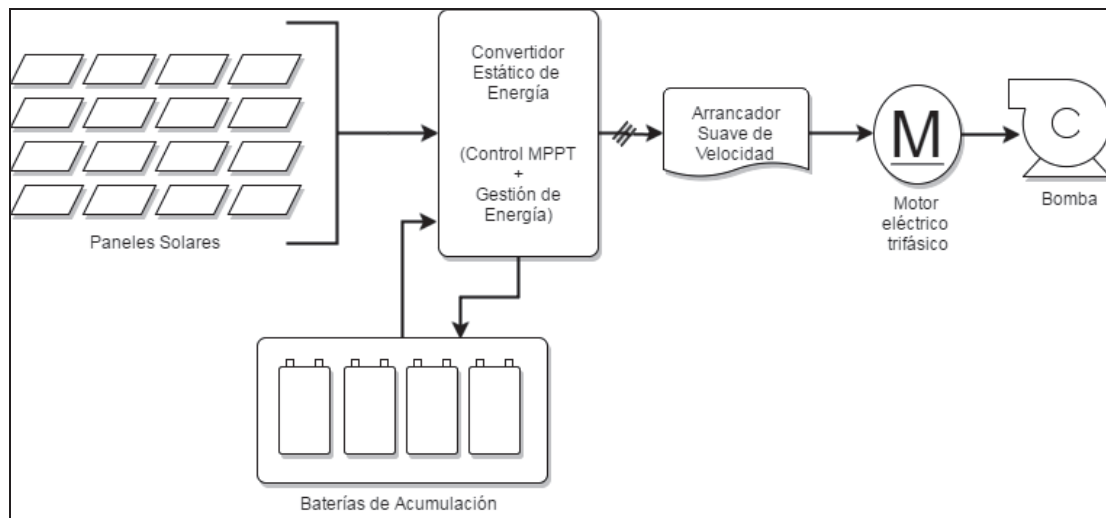 Paneles Solares
Convertidor
Estático de
Energía
(Control MPPT
+
Gestión de
Energía)
Arrancador
Suave de
Velocidad
M
Motor
eléctrico
trifásico
C
Bomba
Baterías de Acumulación